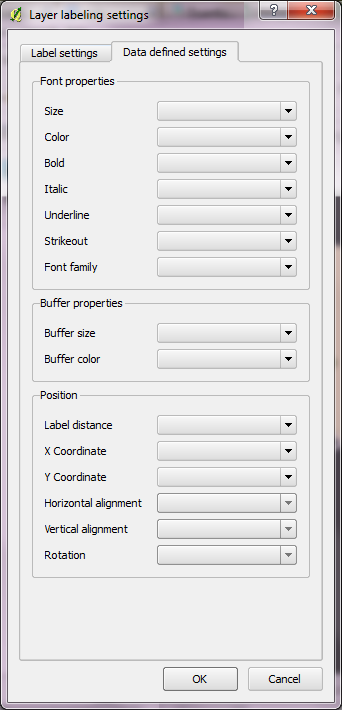 Layer labeling settings
?
Label settings
Data defined settings
Font properties
Size
Color
Bold
Italic
Underline
Strikeout
Font family
Buffer properties
Buffer size
Buffer color
Position
Label distance
X Coordinate
Y Coordinate
Horizontal alignment
Vertical alignment
Rotation
OK
Cancel